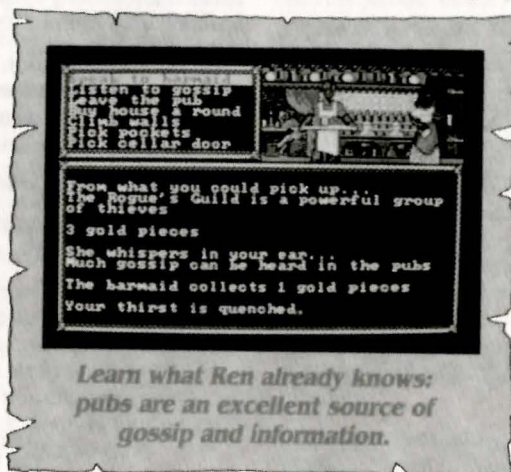 Speak to barmaid
Listen to gossip
Leave the pub
Buy house a round
Climb walls
Pick pockets
Pick cellar door
From what you could pick up...
The Rogue's Guild is a powerful group
of thieves
3 gold pieces
She whispers in your ear...
Much gossip can be heard in the pubs
The barmaid collects 1 gold pieces
Your thirst is quenched.
Learn what Ren already knows:
pubs are an excellent source of
gossip and information.